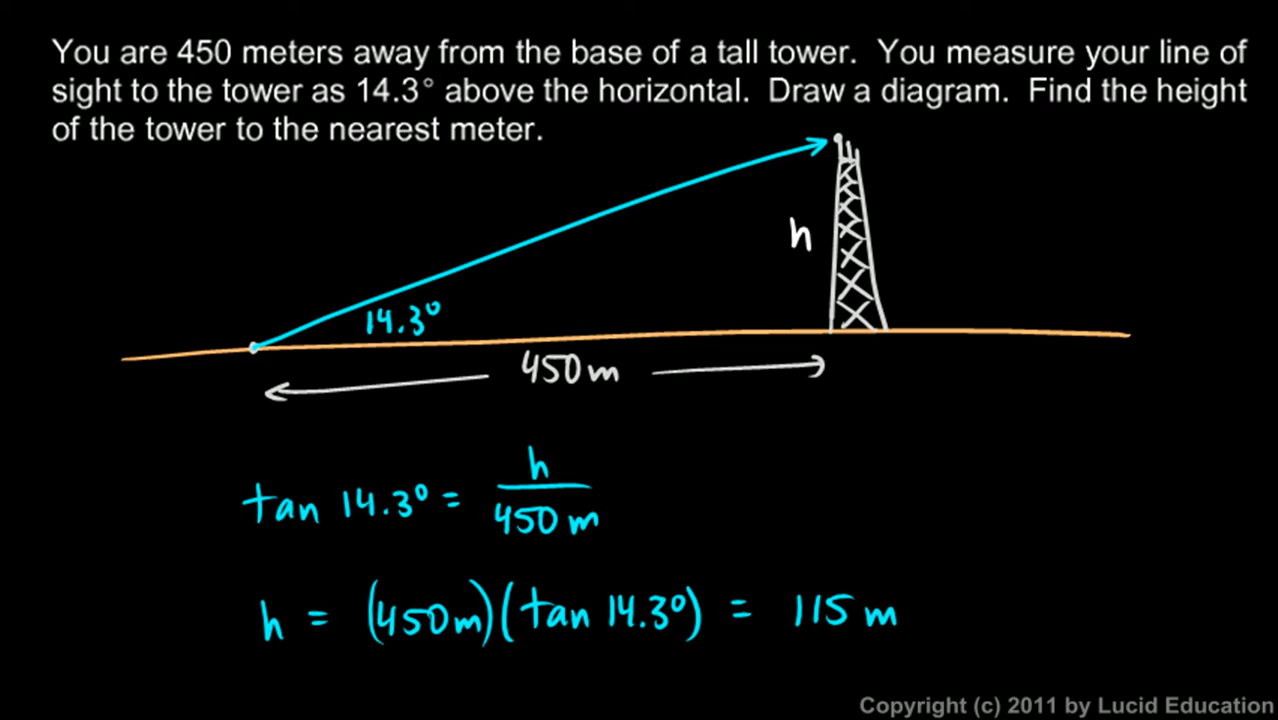 You are 450 meters away from the base of a tall tower. You measure your line of
sight to the tower as 14.3° above the horizontal. Draw a diagram. Find the height
of the tower to the nearest meter.
h
14.3°
450 m
tan 14.3° = h / 450 m
h = (450m)(tan 14.3°) = 115 m
Copyright (c) 2011 by Lucid Education